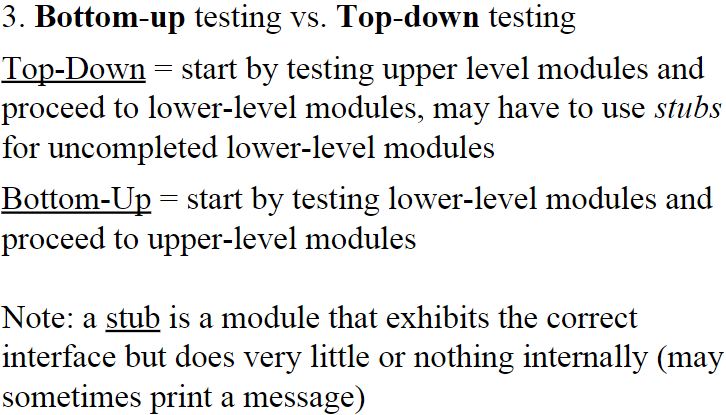 3. Bottom-up testing vs. Top-down testing
Top-Down = start by testing upper level modules and
proceed to lower-level modules, may have to use stubs
for uncompleted lower-level modules
Bottom-Up = start by testing lower-level modules and
proceed to upper-level modules
Note: a stub is a module that exhibits the correct
interface but does very little or nothing internally (may
sometimes print a message)